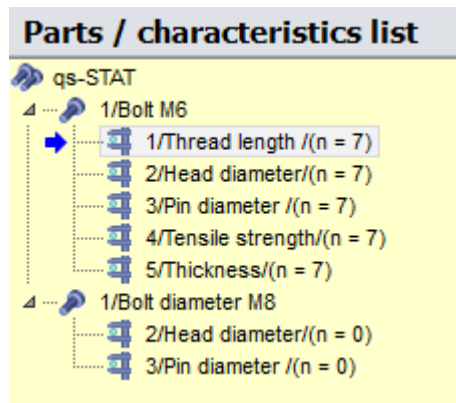 Parts / characteristics list
qs-STAT
1/Bolt M6
1/Thread length /(n = 7)
2/Head diameter/(n = 7)
3/Pin diameter /(n = 7)
4/Tensile strength/(n = 7)
5/Thickness/(n = 7)
1/Bolt diameter M8
2/Head diameter/(n = 0)
3/Pin diameter /(n = 0)